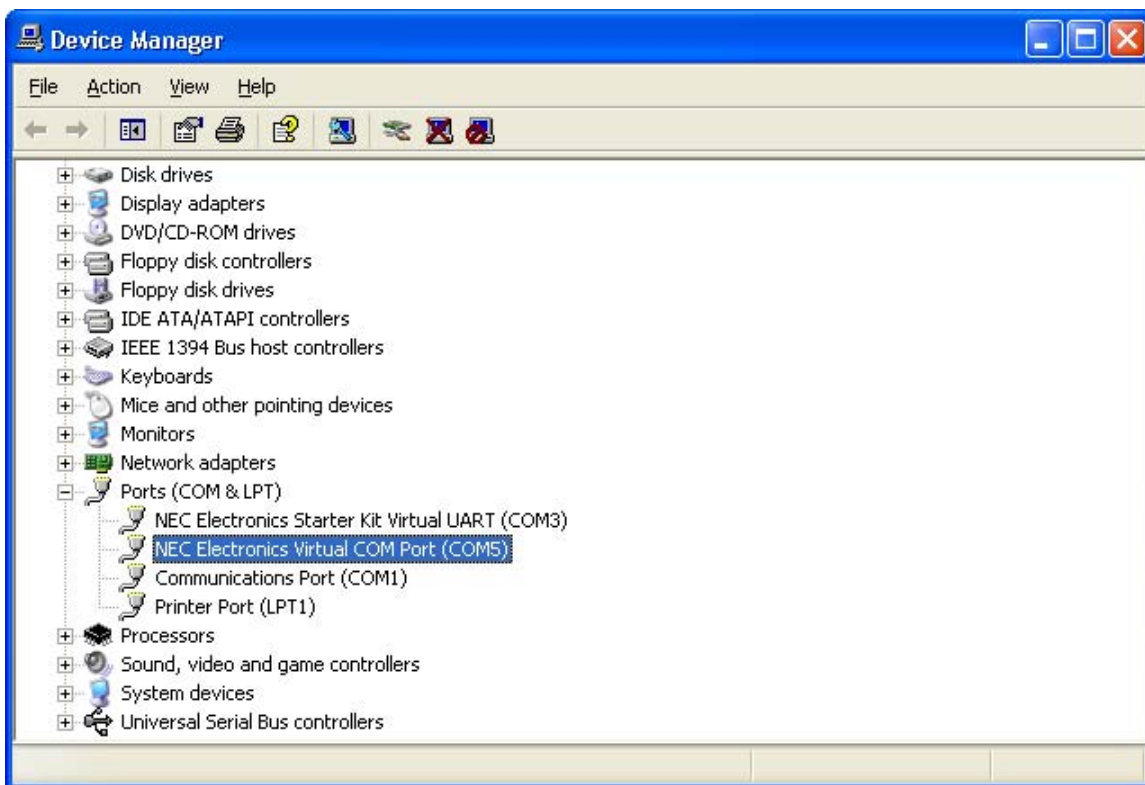 Device Manager
File Action View Help
Disk drives
Display adapters
DVD/CD-ROM drives
Floppy disk controllers
Floppy disk drives
IDE ATA/ATAPI controllers
IEEE 1394 Bus host controllers
Keyboards
Mice and other pointing devices
Monitors
Network adapters
Ports (COM & LPT)
NEC Electronics Starter Kit Virtual UART (COM3)
NEC Electronics Virtual COM Port (COM5)
Communications Port (COM1)
Printer Port (LPT1)
Processors
Sound, video and game controllers
System devices
Universal Serial Bus controllers